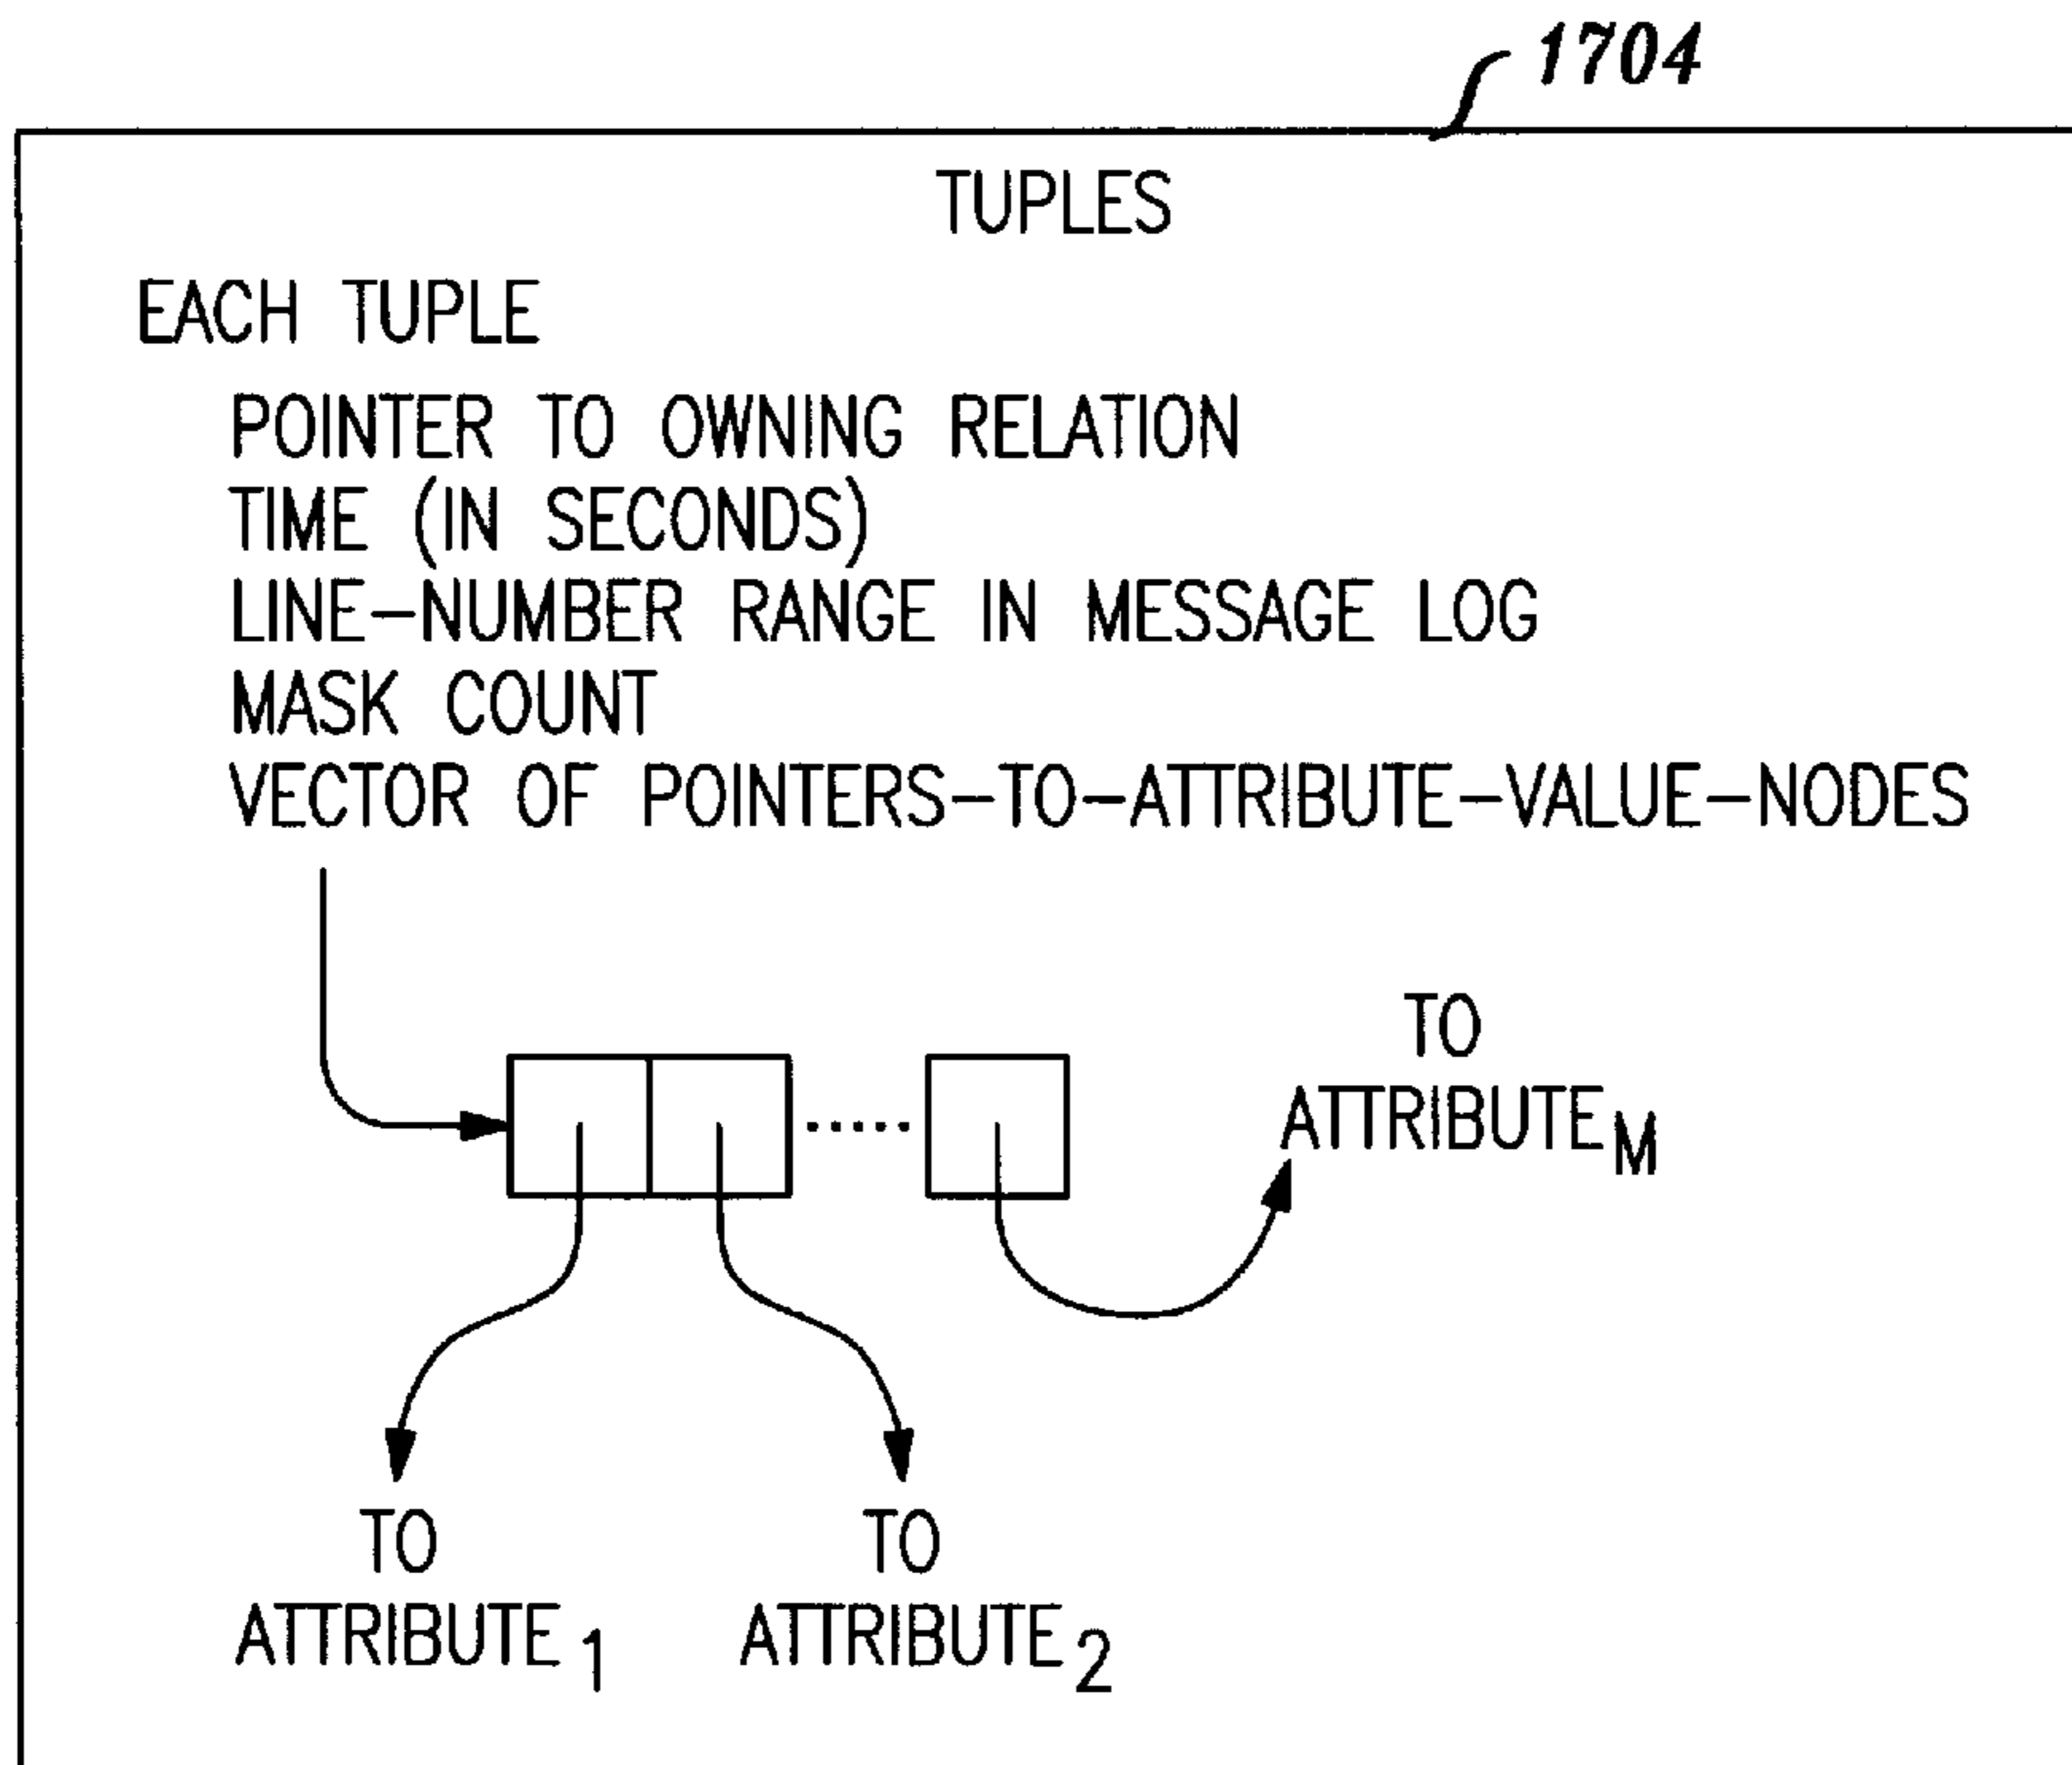 1704
TUPLES
EACH TUPLE
POINTER TO OWNING RELATION
TIME (IN SECONDS)
LINE-NUMBER RANGE IN MESSAGE LOG
MASK COUNT
VECTOR OF POINTERS-TO-ATTRIBUTE-VALUE-NODES
TO
ATTRIBUTE M
TO
ATTRIBUTE 1
TO
ATTRIBUTE 2